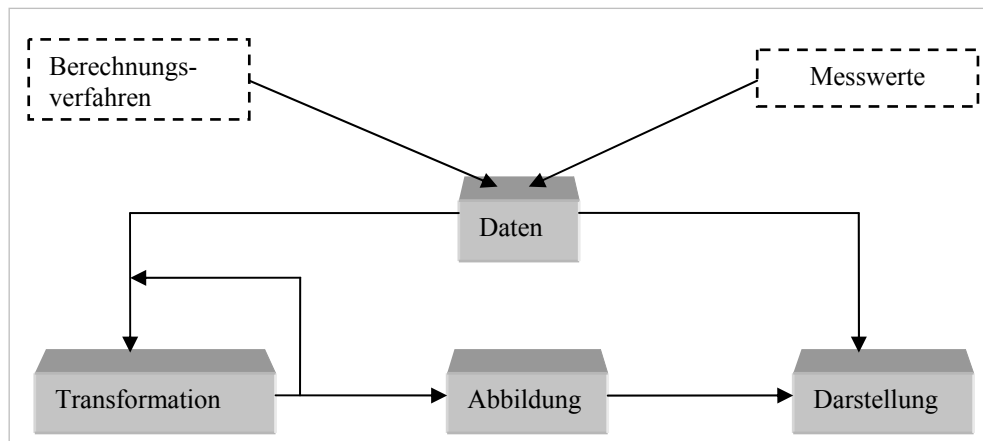 Berechnungs-
verfahren
Messwerte
Daten
Transformation
Abbildung
Darstellung